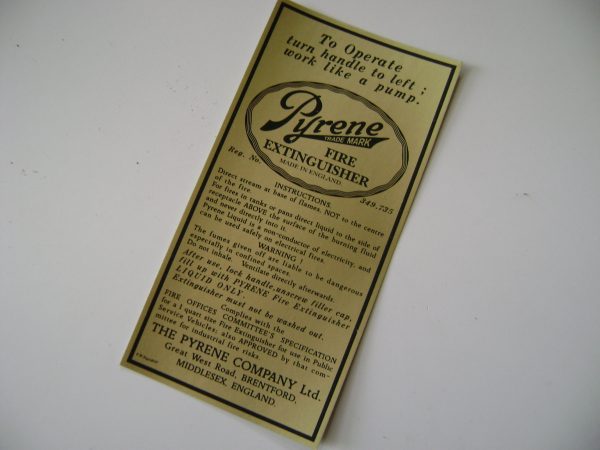 To Operate
turn handle to left ;
work like a pump.
Pyrene
TRADE MARK
FIRE
EXTINGUISHER
MADE IN ENGLAND
Reg. No. 349,735
INSTRUCTIONS.
Direct stream at base of flames, NOT to the centre
of the fire.
For fires in tanks or pans direct liquid to the side of
receptacle ABOVE the surface of the burning fluid
and never directly into it.
Pyrene Liquid is a non-conductor of electricity, and
can be used safely on electrical fires.
WARNING !
The fumes given off are liable to be dangerous
especially in confined spaces.
Do not inhale. Ventilate directly afterwards.
After use, lock handle, unscrew filler cap,
fill up with PYRENE Fire Extinguisher
LIQUID ONLY.
Extinguisher must not be washed out.
Complies with the
FIRE OFFICES COMMITTEE'S SPECIFICATION
for a 1 quart size Fire Extinguisher for use in Public
Service Vehicles; also APPROVED by that com-
mittee for industrial fire risks
THE PYRENE COMPANY Ltd.
Great West Road, BRENTFORD,
MIDDLESEX, ENGLAND.